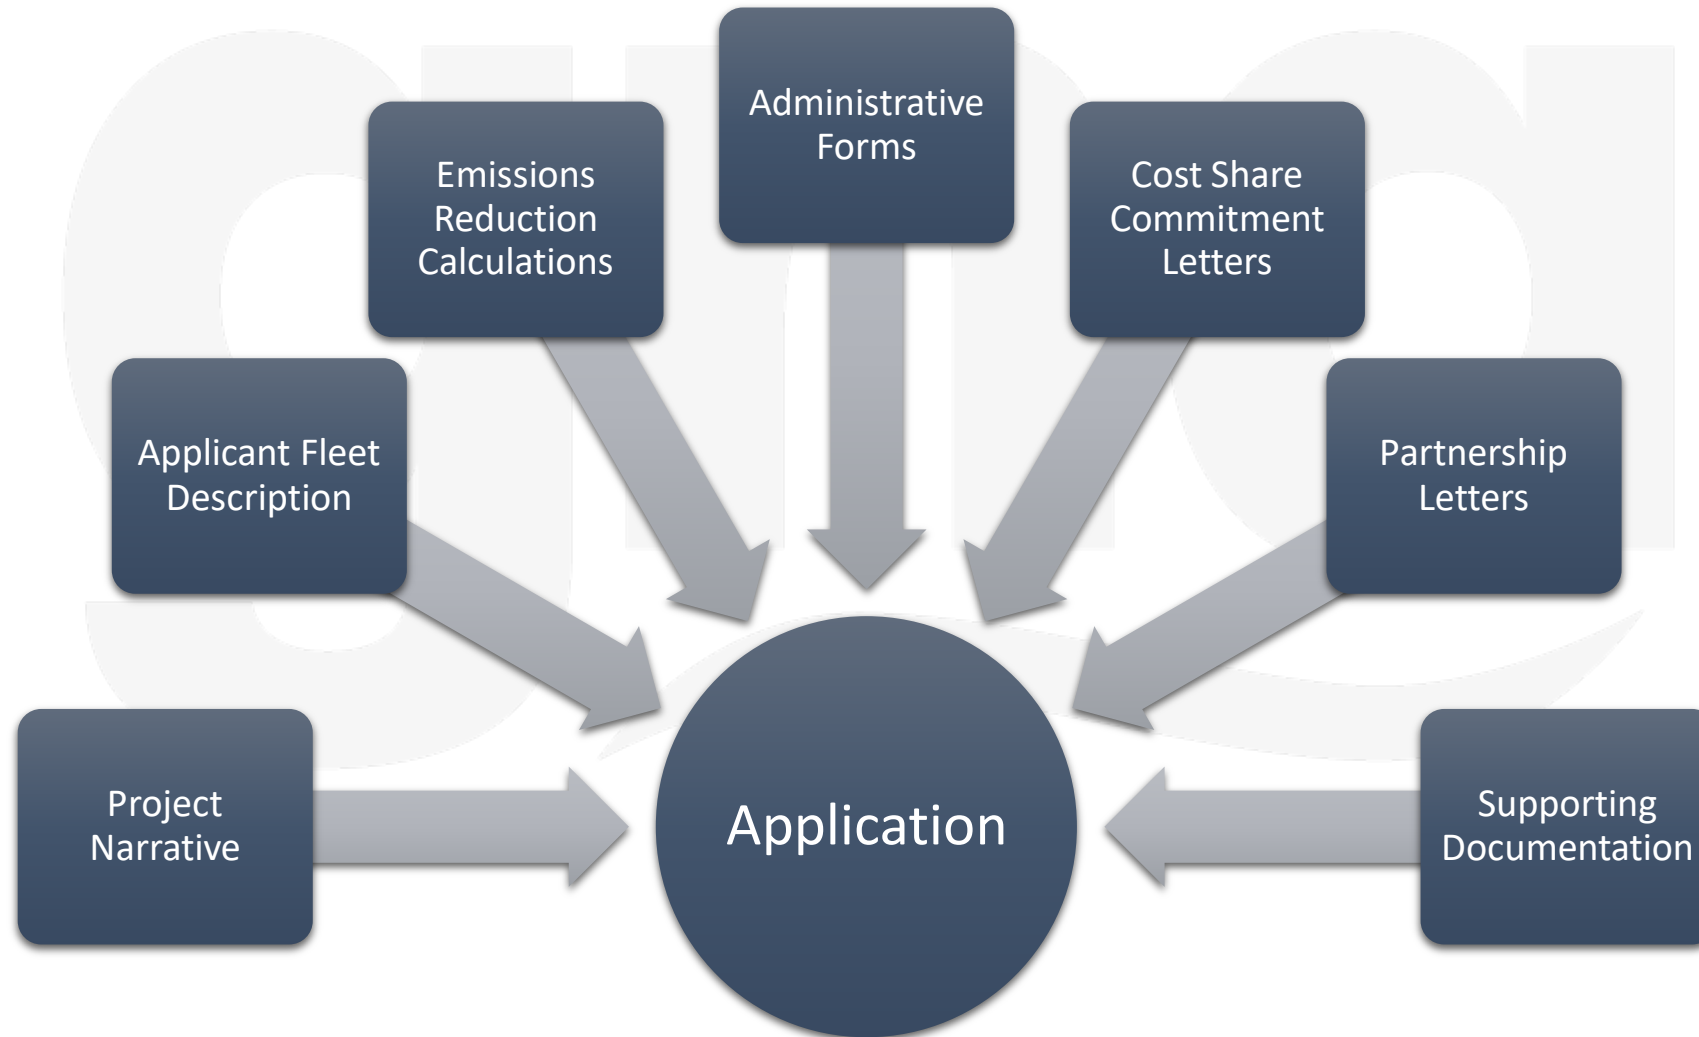 Administrative
Forms
Emissions
Reduction
Calculations
Cost Share
Commitment
Letters
Applicant Fleet
Description
Partnership
Letters
Project
Narrative
Application
Supporting
Documentation
gna